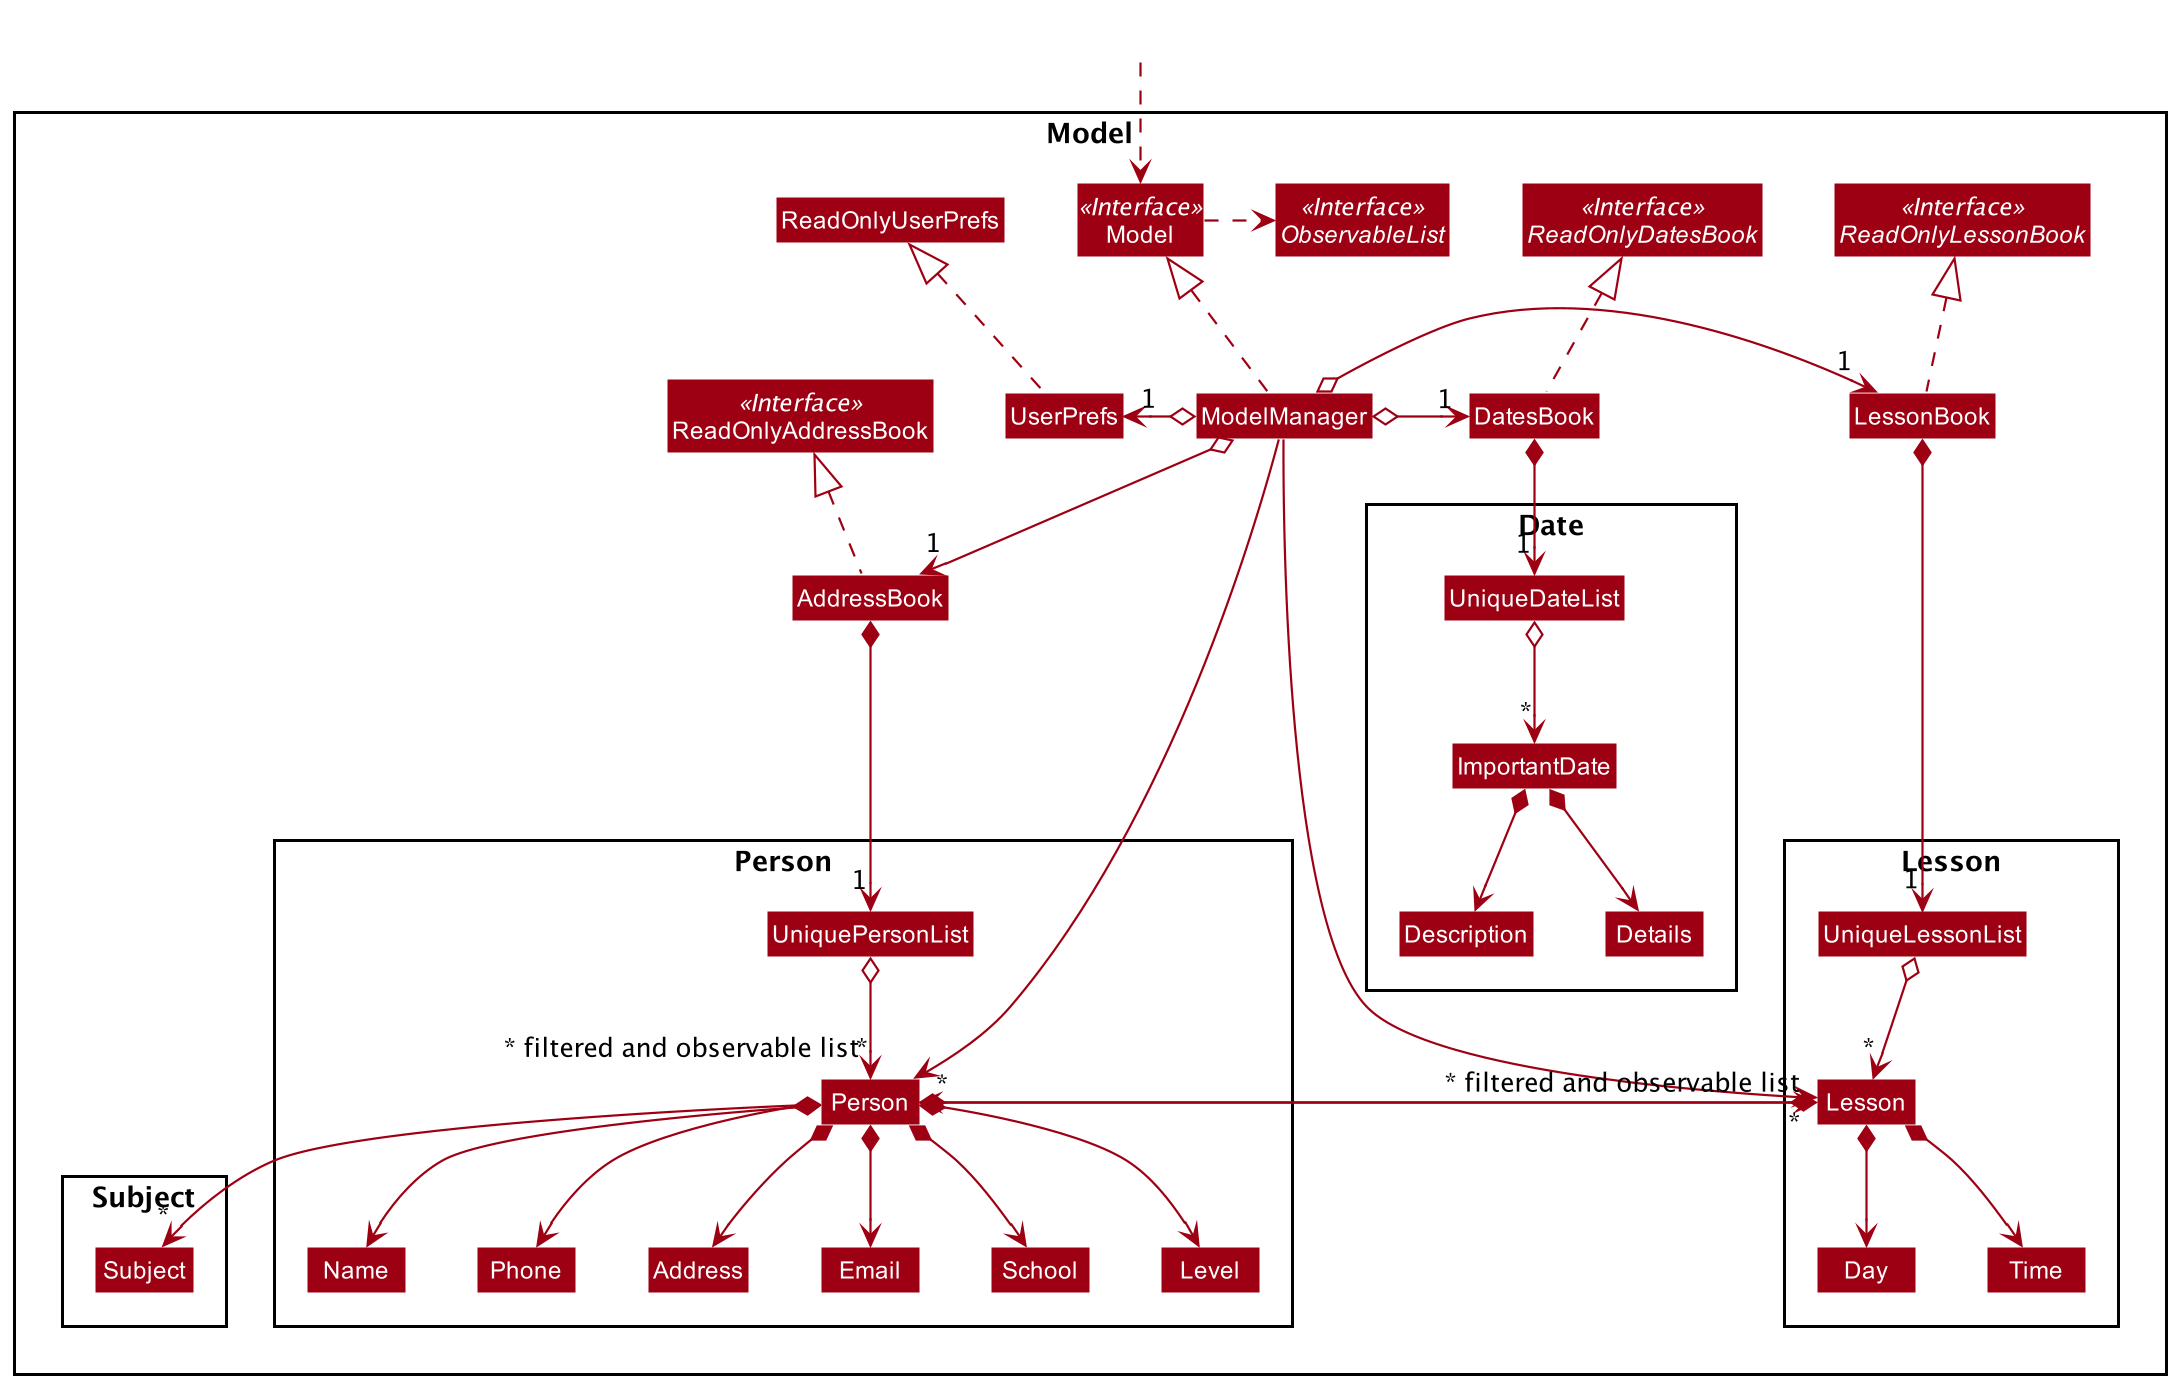 Model
ReadOnlyUserPrefs
«Interface»
Model
«Interface»
ObservableList
«Interface»
ReadOnlyDatesBook
«Interface»
ReadOnlyLessonBook
«Interface»
ReadOnlyAddressBook
UserPrefs
1
ModelManager
1
DatesBook
1
LessonBook
1
AddressBook
Date
1
UniqueDateList
*
ImportantDate
Description
Details
Person
1
UniquePersonList
* filtered and observable list
*
Person
*
Lesson
1
UniqueLessonList
*
* filtered and observable list
*
Lesson
Subject
*
Subject
Name
Phone
Address
Email
School
Level
Day
Time